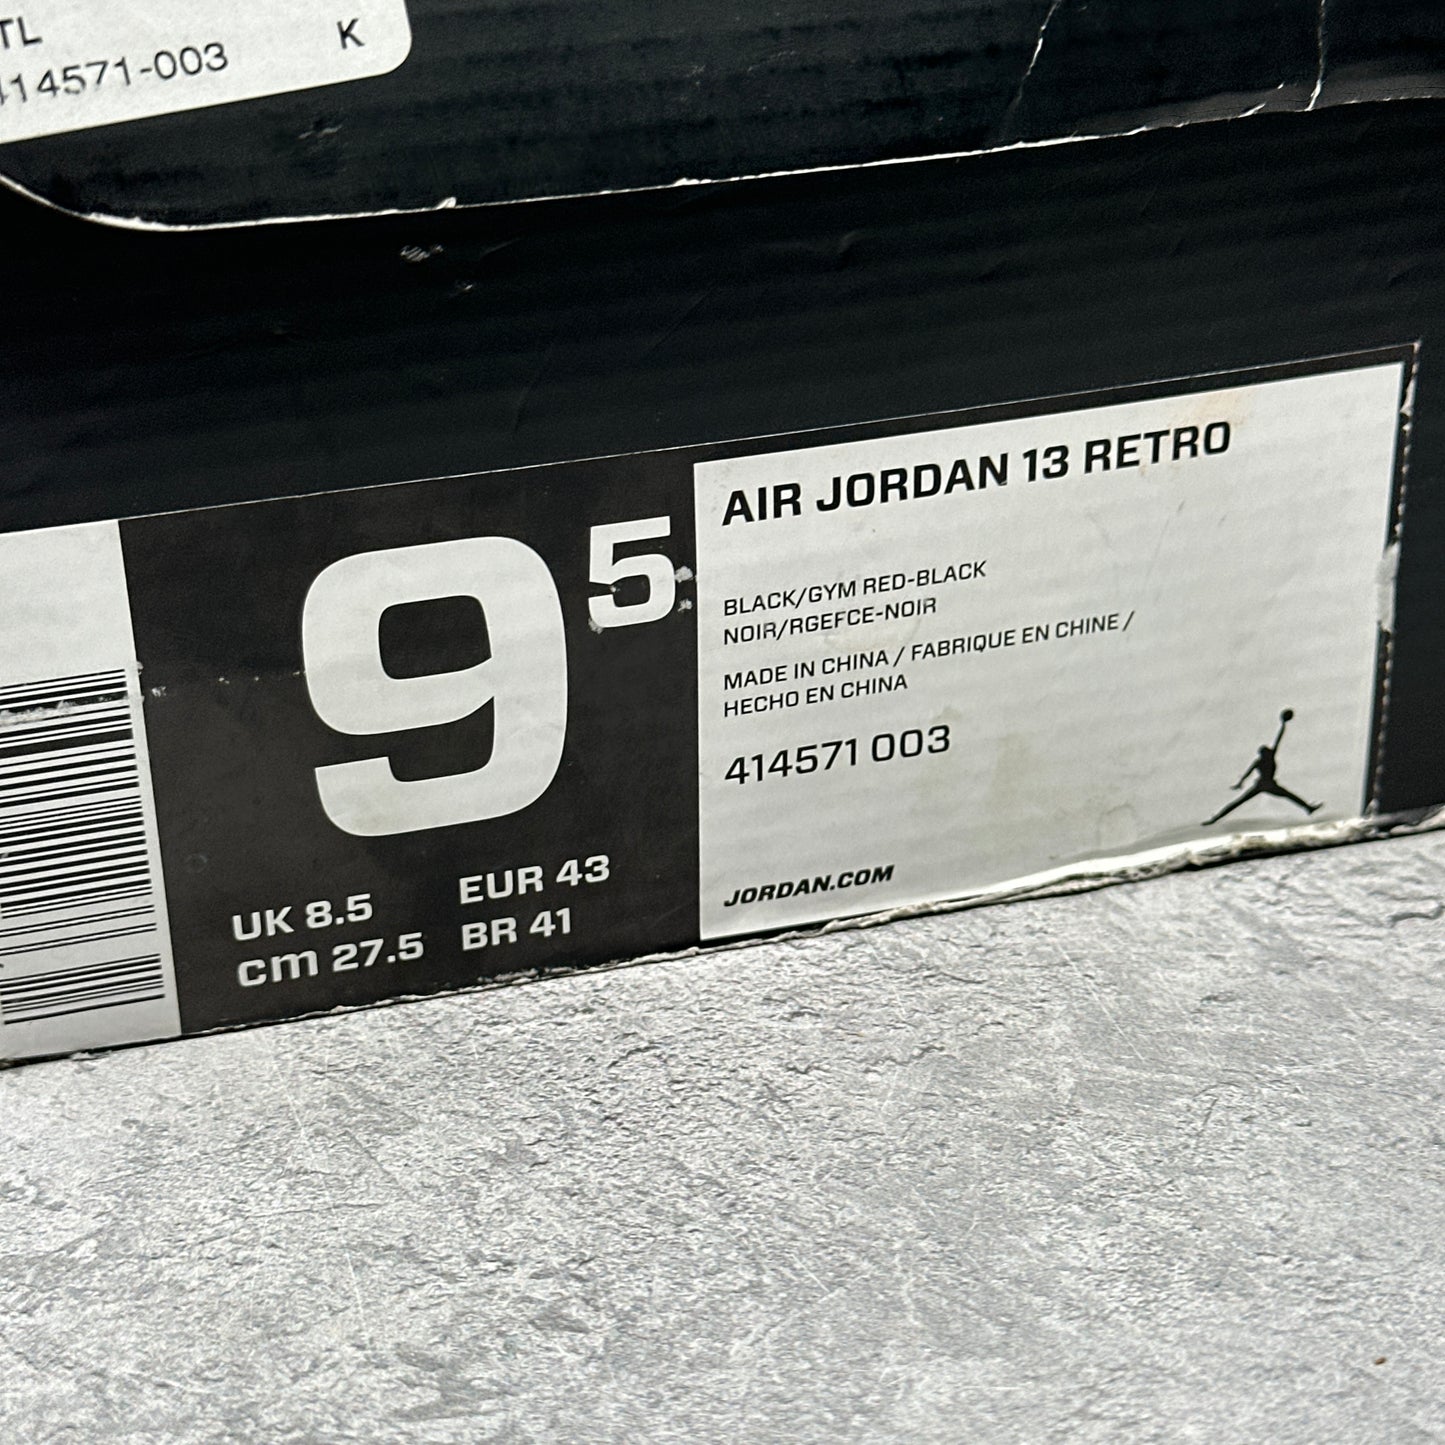 TL
K
414571-003
AIR JORDAN 13 RETRO
9 5
BLACK/GYM RED-BLACK
NOIR/RGEFCE-NOIR
MADE IN CHINA / FABRIQUE EN CHINE /
HECHO EN CHINA
414571 003
UK 8.5 EUR 43
cm 27.5 BR 41
JORDAN.COM